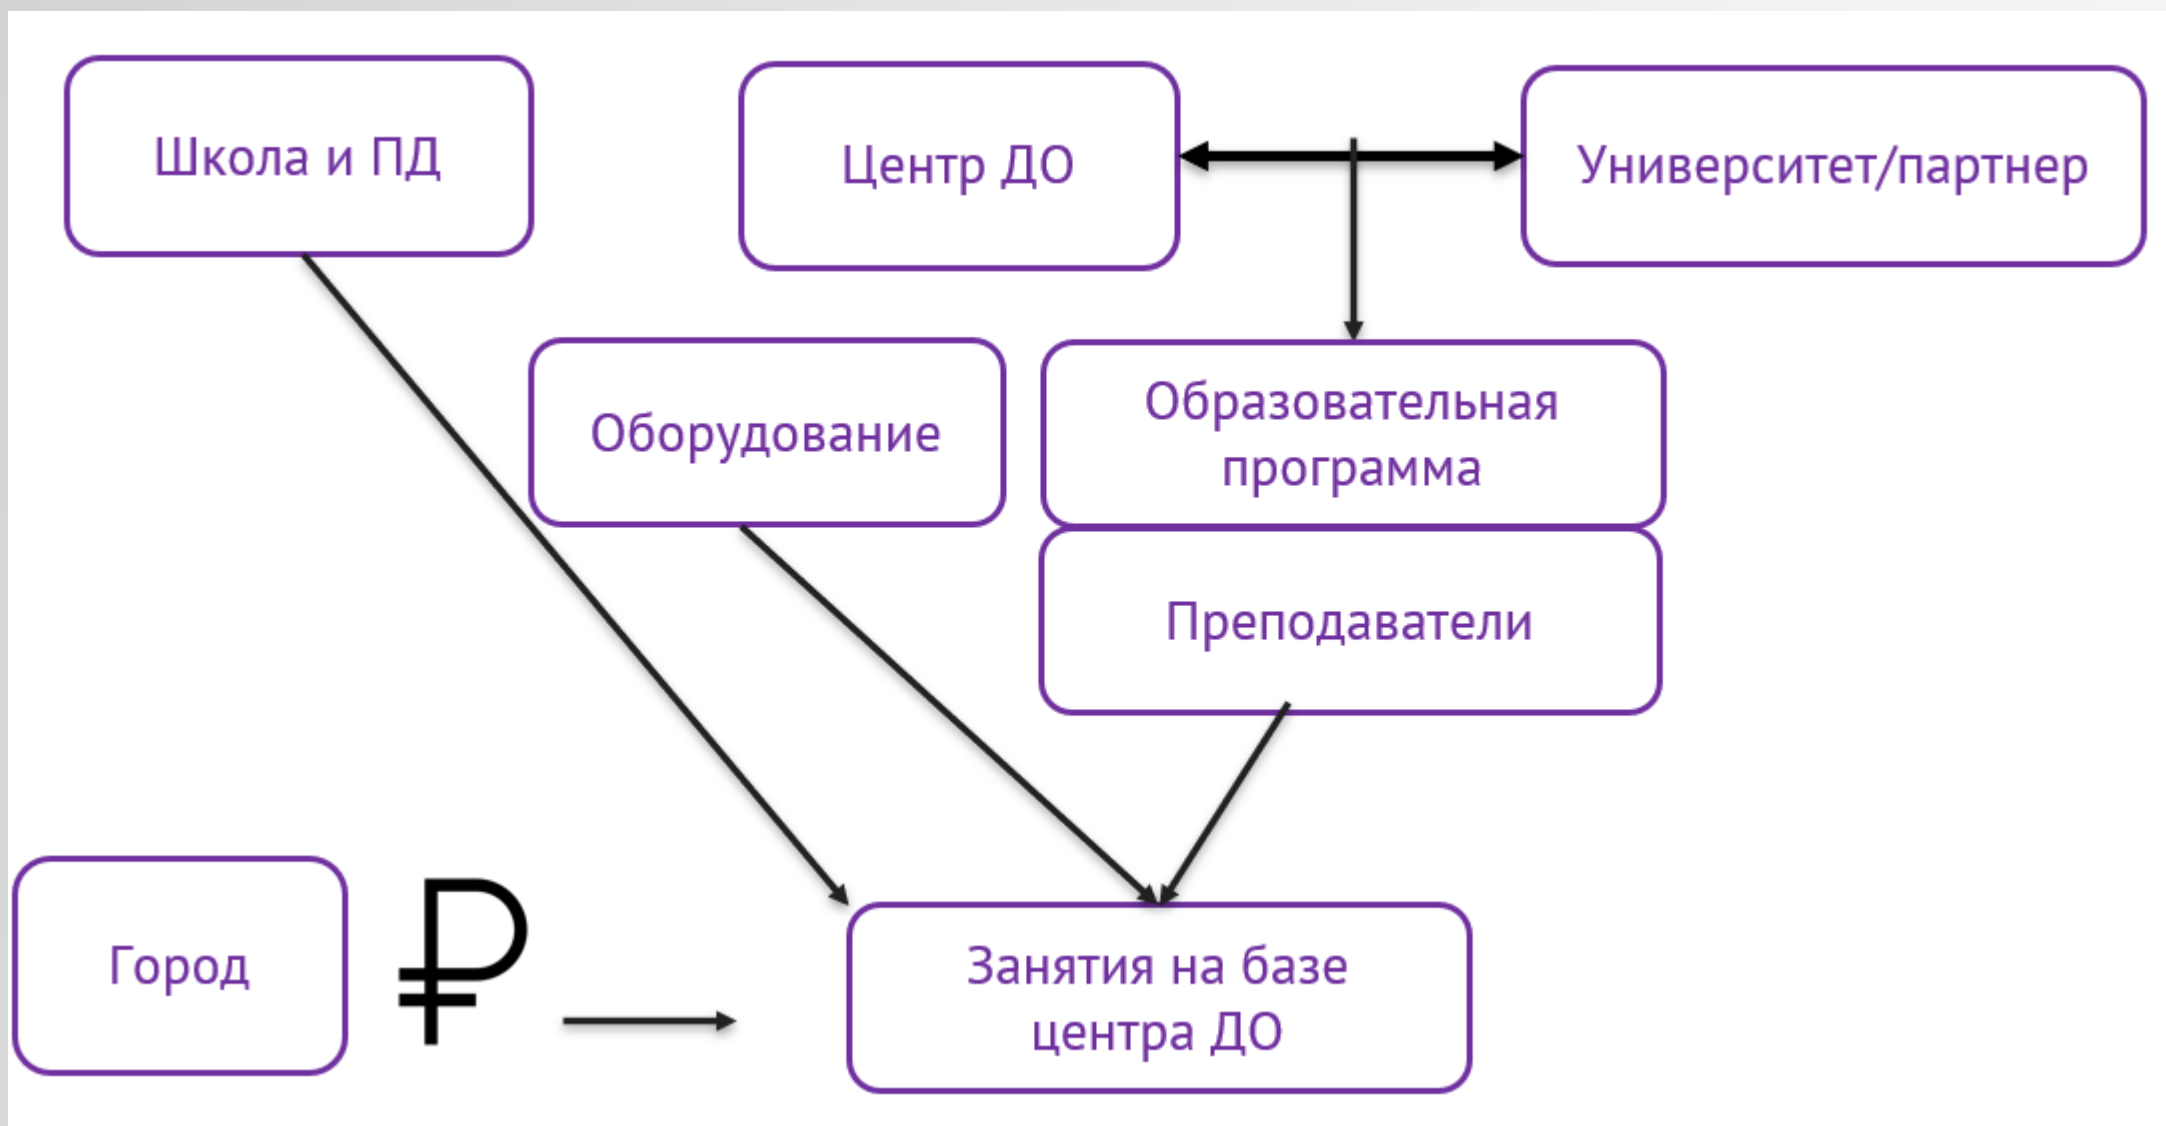 Школа и ПД
Центр ДО
Университет/партнер
Оборудование
Образовательная
программа
Преподаватели
Город
₽
Занятия на базе
центра ДО